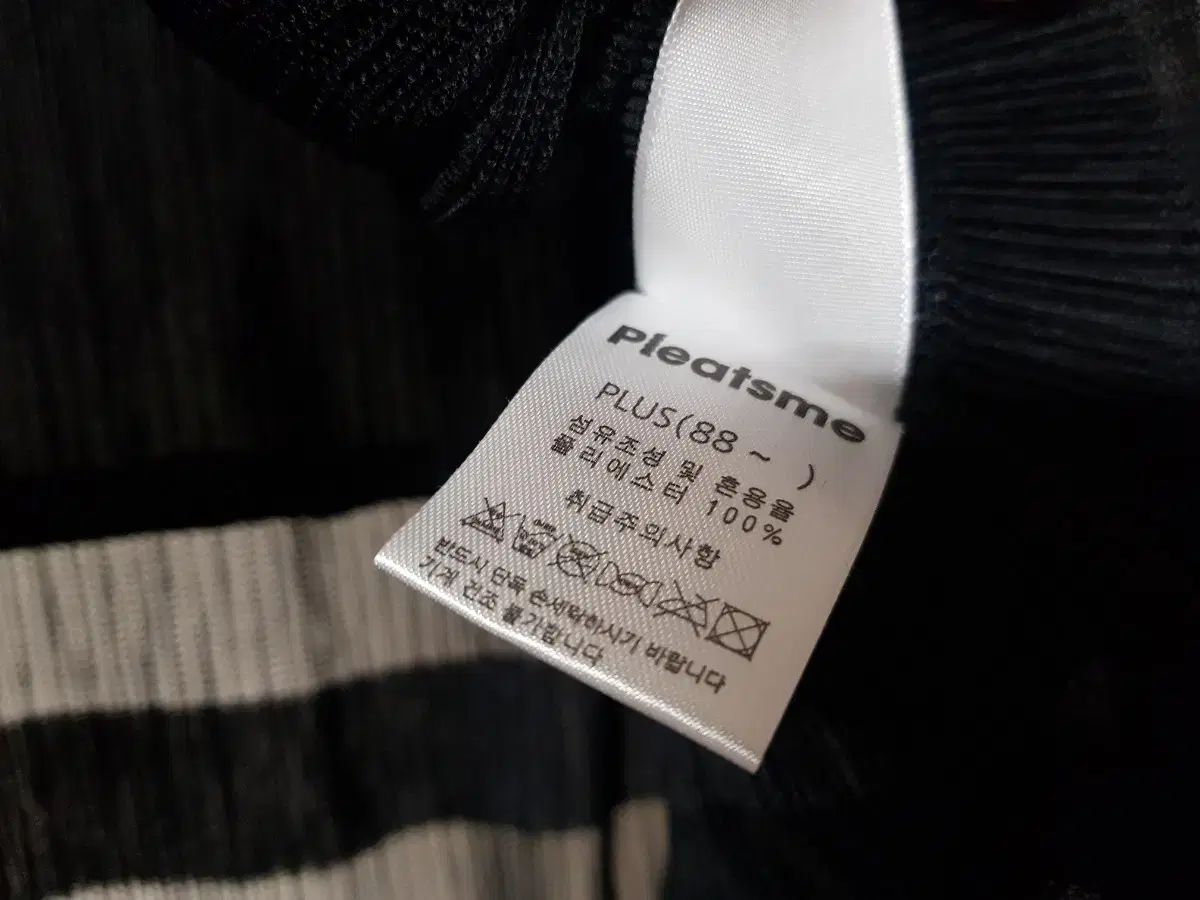 Pleatsme
PLUS(88 ~ )
섬유조성 및 혼용율
폴리에스터 100%
취급주의사항
반드시 단독 손세탁하시기 바랍니다
기계 건조 불가합니다